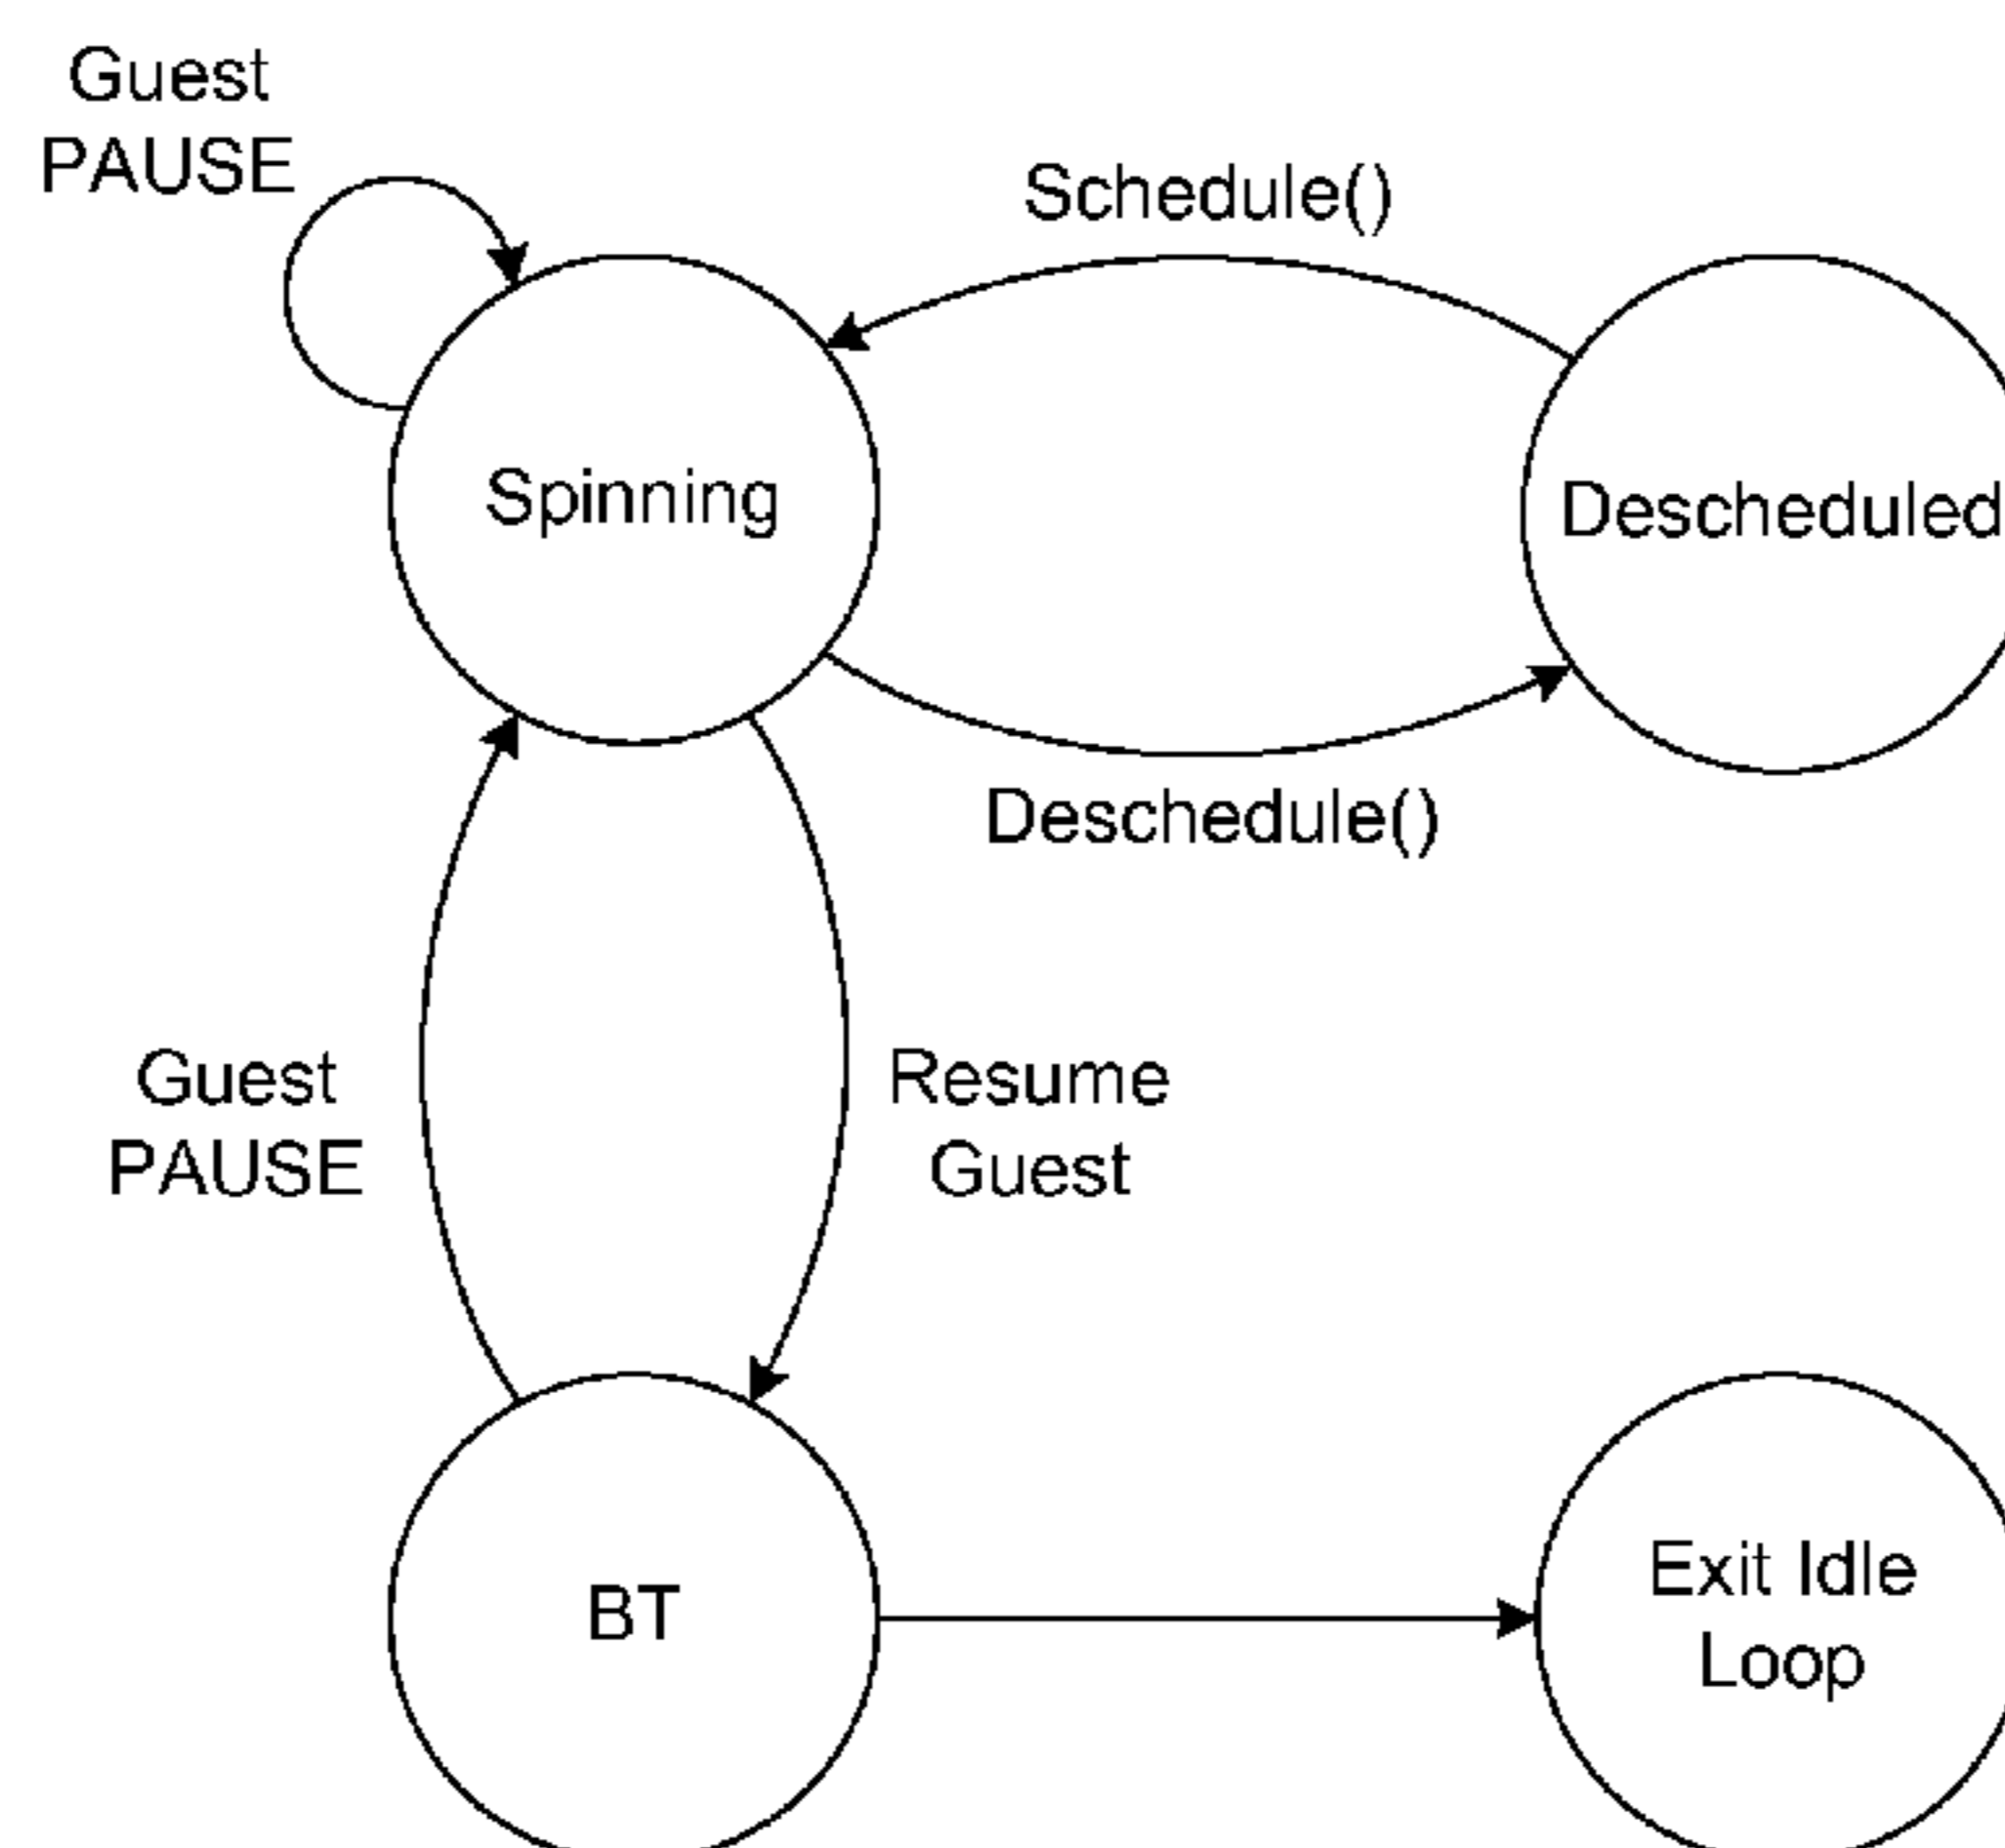 Guest
PAUSE
Schedule()
Spinning
Descheduled
Deschedule()
Guest
PAUSE
Resume
Guest
BT
Exit Idle
Loop